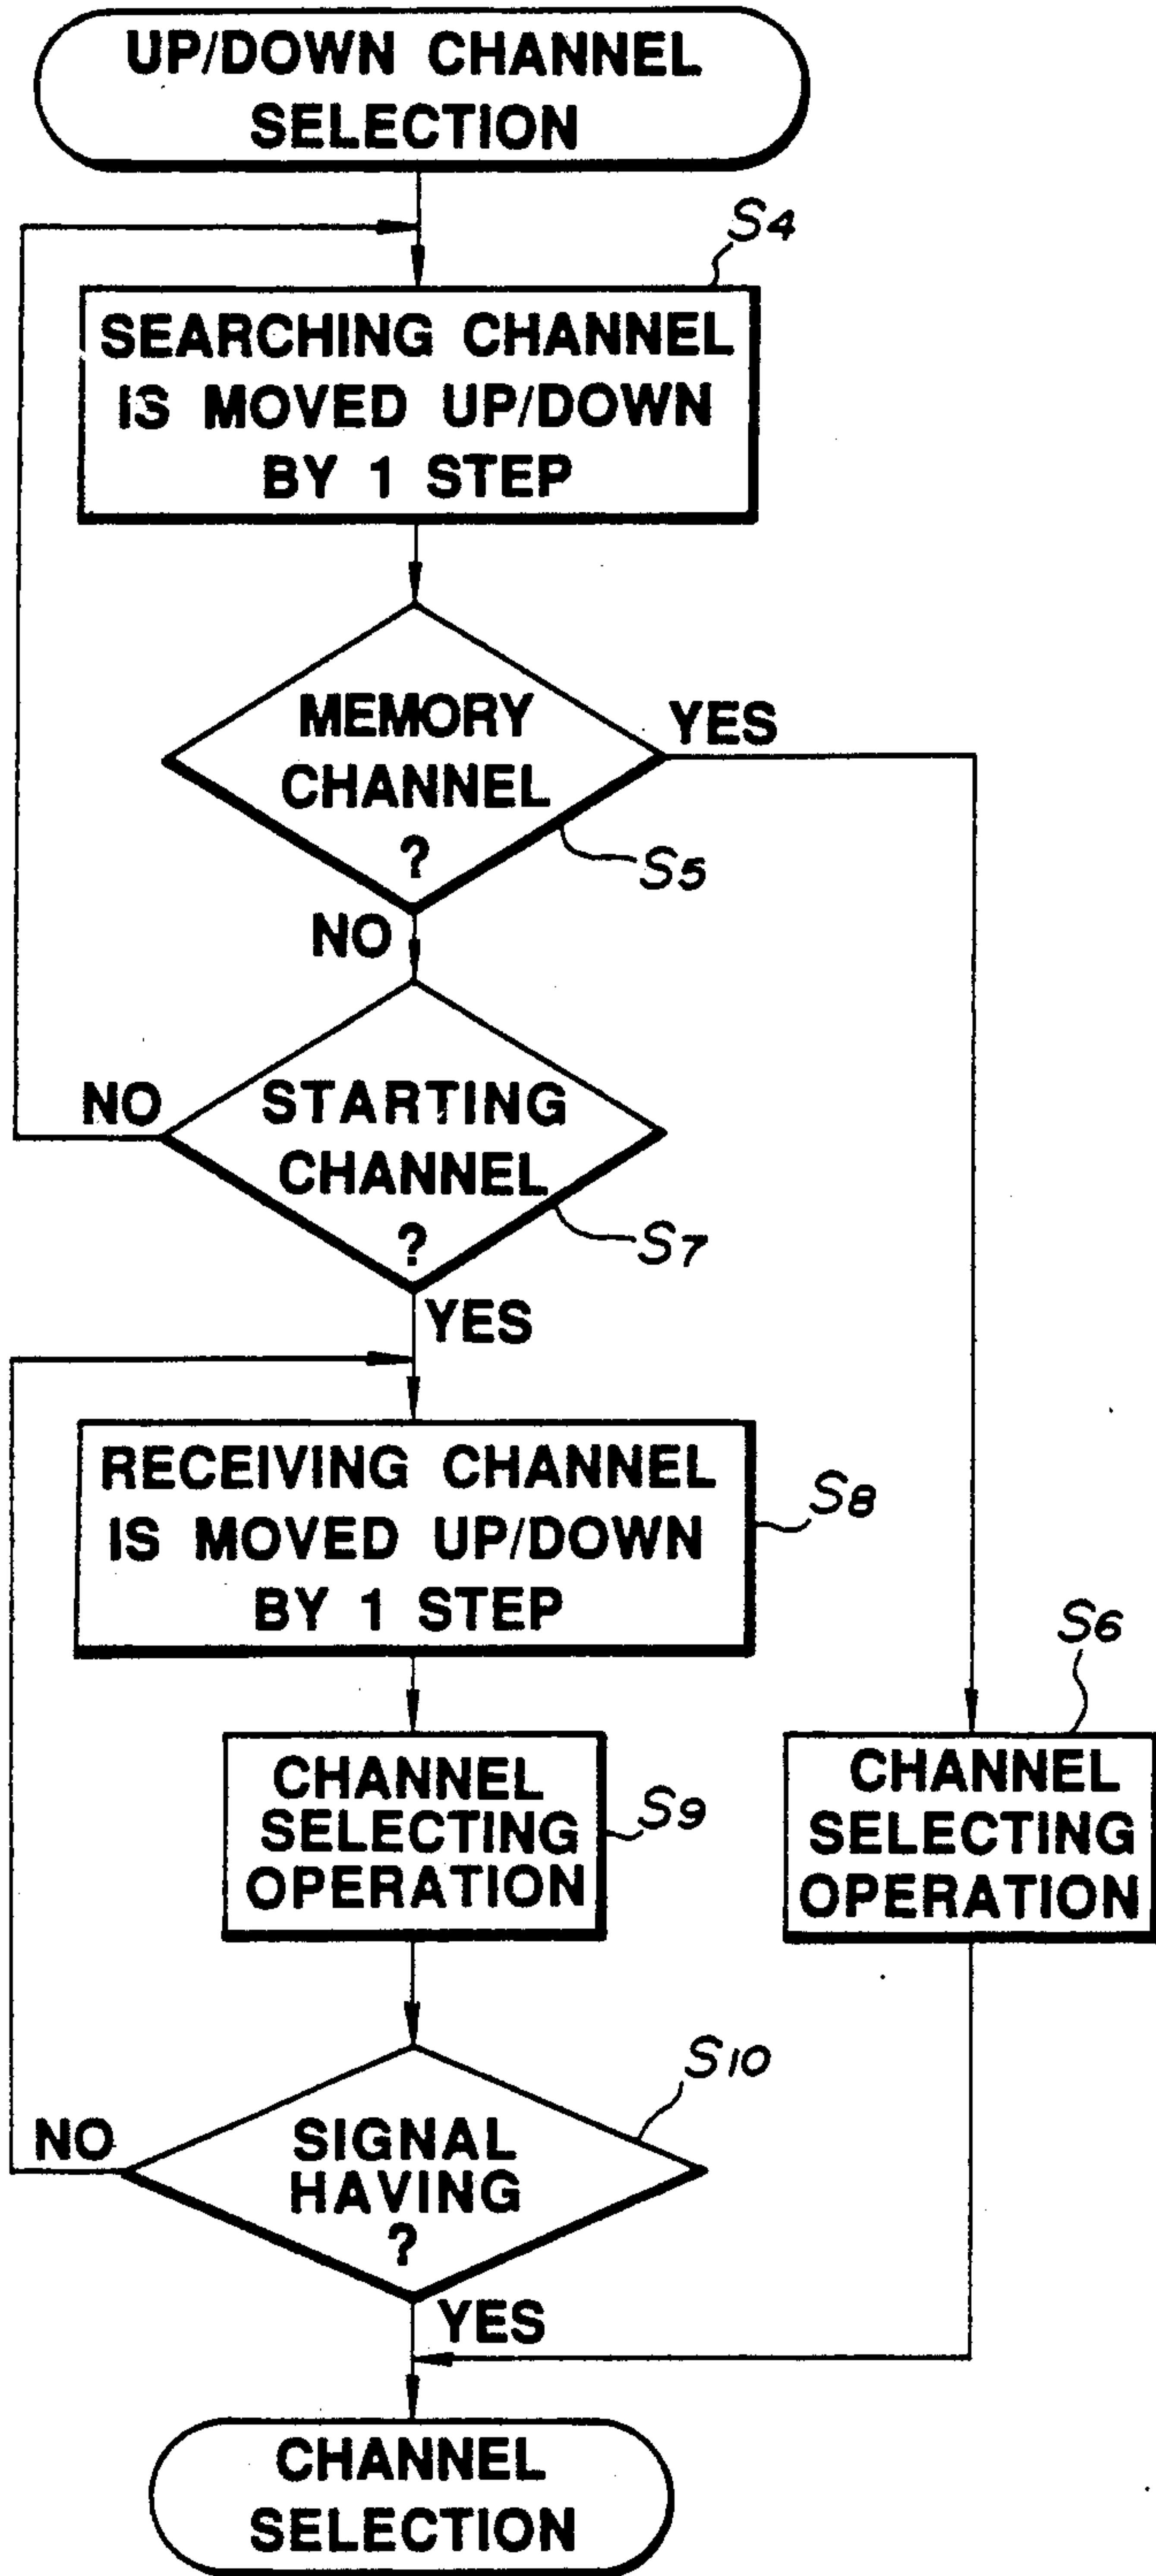 UP/DOWN CHANNEL
SELECTION
S4
SEARCHING CHANNEL
IS MOVED UP/DOWN
BY 1 STEP
MEMORY
CHANNEL
?
YES
S5
NO
STARTING
CHANNEL
?
NO
S7
YES
RECEIVING CHANNEL
IS MOVED UP/DOWN
BY 1 STEP
S8
S6
CHANNEL
SELECTING
OPERATION
S9
CHANNEL
SELECTING
OPERATION
S10
SIGNAL
HAVING
?
NO
YES
CHANNEL
SELECTION